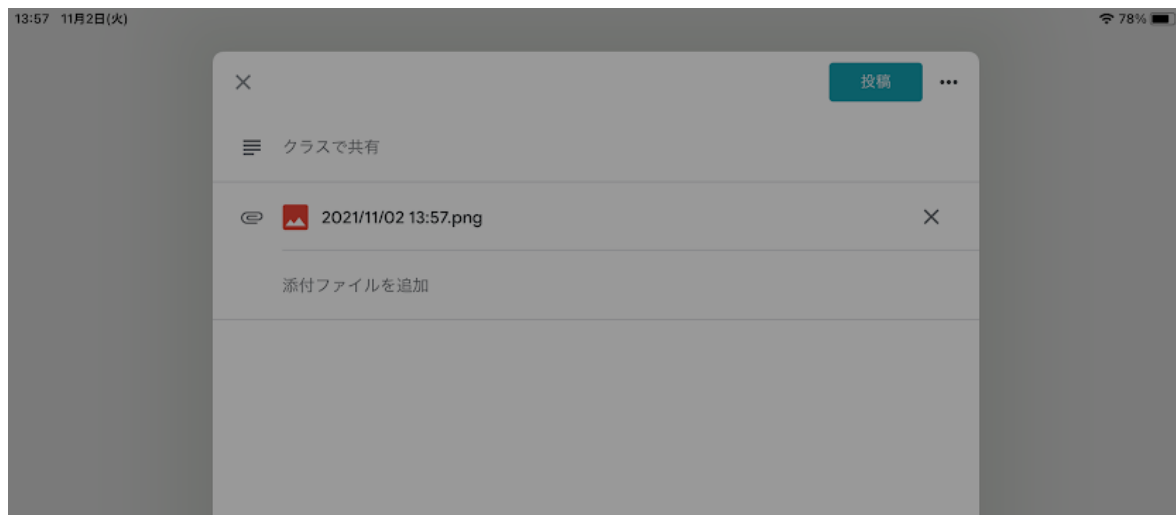 13:57 11月2日(火) 78%
投稿
クラスで共有
2021/11/02 13:57.png
添付ファイルを追加